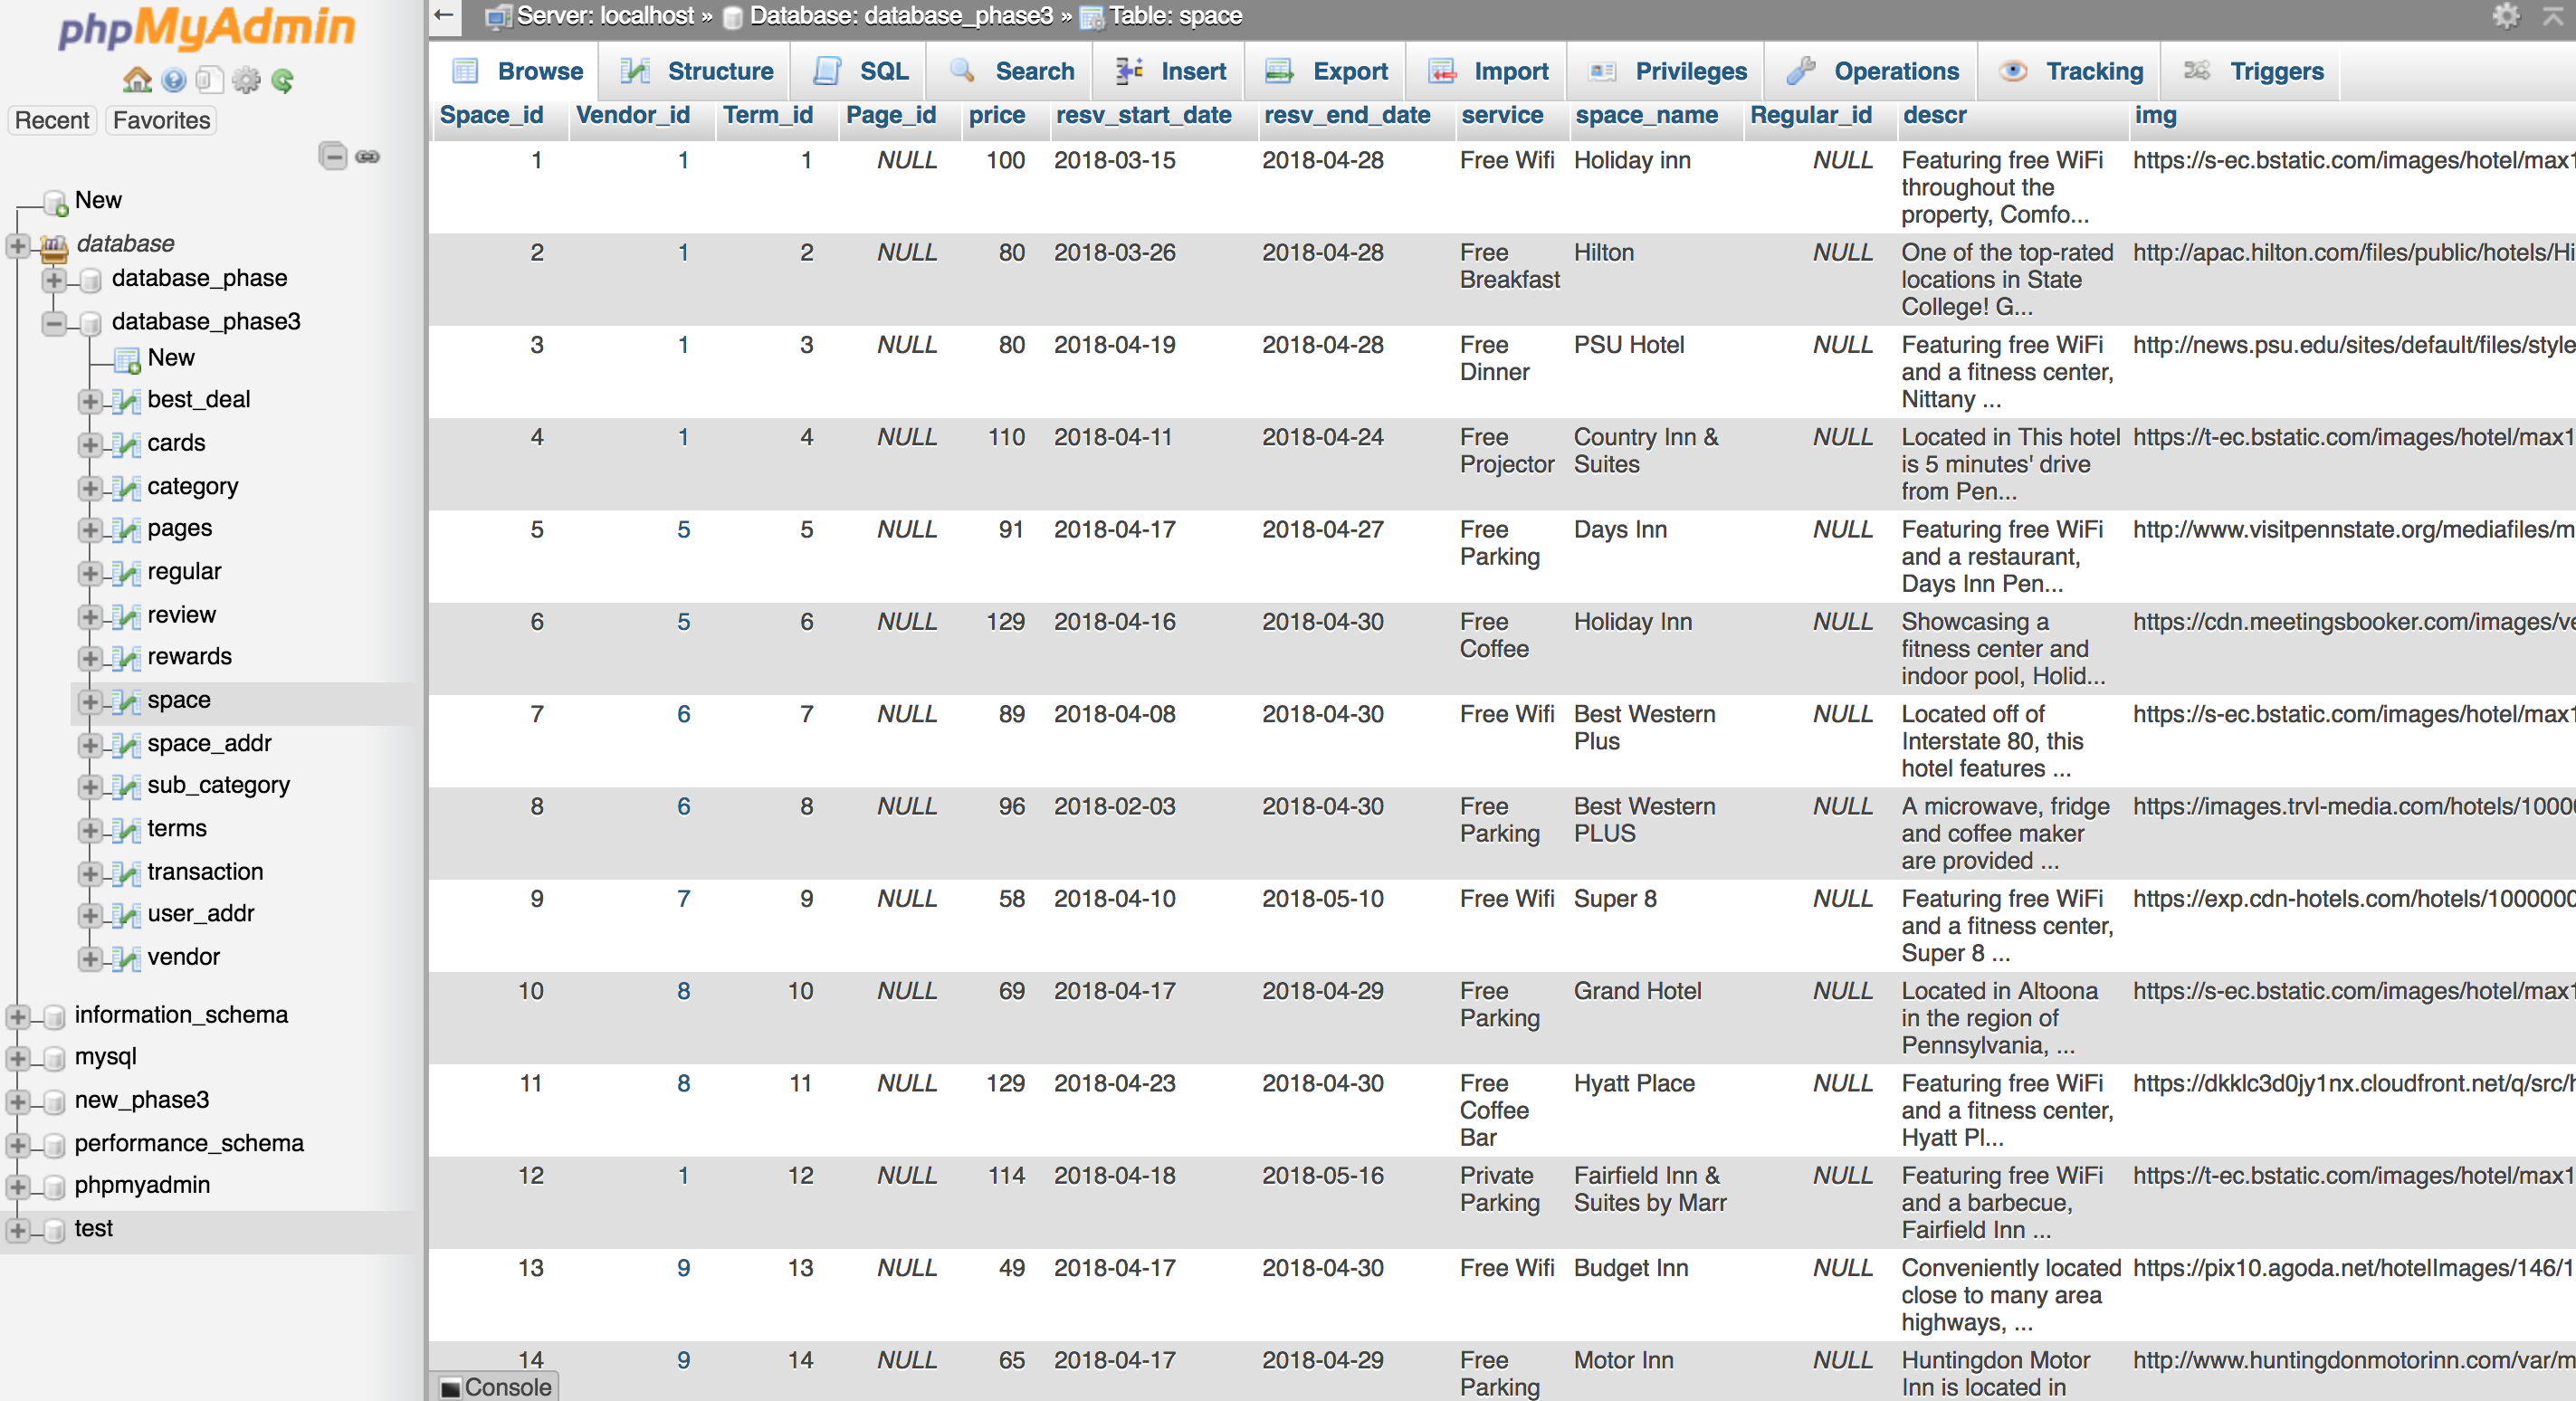 phpMyAdmin
Recent Favorites
New
database
database_phase
database_phase3
New
best_deal
cards
category
pages
regular
review
rewards
space
space_addr
sub_category
terms
transaction
user_addr
vendor
information_schema
mysql
new_phase3
performance_schema
phpmyadmin
test
Server: localhost » Database: database_phase3 » Table: space
Browse Structure SQL Search Insert Export Import Privileges Operations Tracking Triggers
Space_id Vendor_id Term_id Page_id price resv_start_date resv_end_date service space_name Regular_id descr img
1 1 1 NULL 100 2018-03-15 2018-04-28 Free Wifi Holiday inn NULL Featuring free WiFi https://s-ec.bstatic.com/images/hotel/max1
throughout the
property, Comfo...
2 1 2 NULL 80 2018-03-26 2018-04-28 Free Hilton NULL One of the top-rated http://apac.hilton.com/files/public/hotels/Hi
Breakfast locations in State
College! G...
3 1 3 NULL 80 2018-04-19 2018-04-28 Free PSU Hotel NULL Featuring free WiFi http://news.psu.edu/sites/default/files/style
Dinner and a fitness center,
Nittany ...
4 1 4 NULL 110 2018-04-11 2018-04-24 Free Country Inn & NULL Located in This hotel https://t-ec.bstatic.com/images/hotel/max1
Projector Suites is 5 minutes' drive
from Pen...
5 5 5 NULL 91 2018-04-17 2018-04-27 Free Days Inn NULL Featuring free WiFi http://www.visitpennstate.org/mediafiles/m
Parking and a restaurant,
Days Inn Pen...
6 5 6 NULL 129 2018-04-16 2018-04-30 Free Holiday Inn NULL Showcasing a https://cdn.meetingsbooker.com/images/ve
Coffee fitness center and
indoor pool, Holid...
7 6 7 NULL 89 2018-04-08 2018-04-30 Free Wifi Best Western NULL Located off of https://s-ec.bstatic.com/images/hotel/max1
Plus Interstate 80, this
hotel features ...
8 6 8 NULL 96 2018-02-03 2018-04-30 Free Best Western NULL A microwave, fridge https://images.trvl-media.com/hotels/1000
Parking PLUS and coffee maker
are provided ...
9 7 9 NULL 58 2018-04-10 2018-05-10 Free Wifi Super 8 NULL Featuring free WiFi https://exp.cdn-hotels.com/hotels/1000000
and a fitness center,
Super 8 ...
10 8 10 NULL 69 2018-04-17 2018-04-29 Free Grand Hotel NULL Located in Altoona https://s-ec.bstatic.com/images/hotel/max1
Parking in the region of
Pennsylvania, ...
11 8 11 NULL 129 2018-04-23 2018-04-30 Free Hyatt Place NULL Featuring free WiFi https://dkklc3d0jy1nx.cloudfront.net/q/src/h
Coffee and a fitness center,
Bar Hyatt Pl...
12 1 12 NULL 114 2018-04-18 2018-05-16 Private Fairfield Inn & NULL Featuring free WiFi https://t-ec.bstatic.com/images/hotel/max1
Parking Suites by Marr and a barbecue,
Fairfield Inn ...
13 9 13 NULL 49 2018-04-17 2018-04-30 Free Wifi Budget Inn NULL Conveniently located https://pix10.agoda.net/hotelImages/146/1
close to many area
highways, ...
14 9 14 NULL 65 2018-04-17 2018-04-29 Free Motor Inn NULL Huntingdon Motor http://www.huntingdonmotorinn.com/var/m
Console Parking Inn is located in